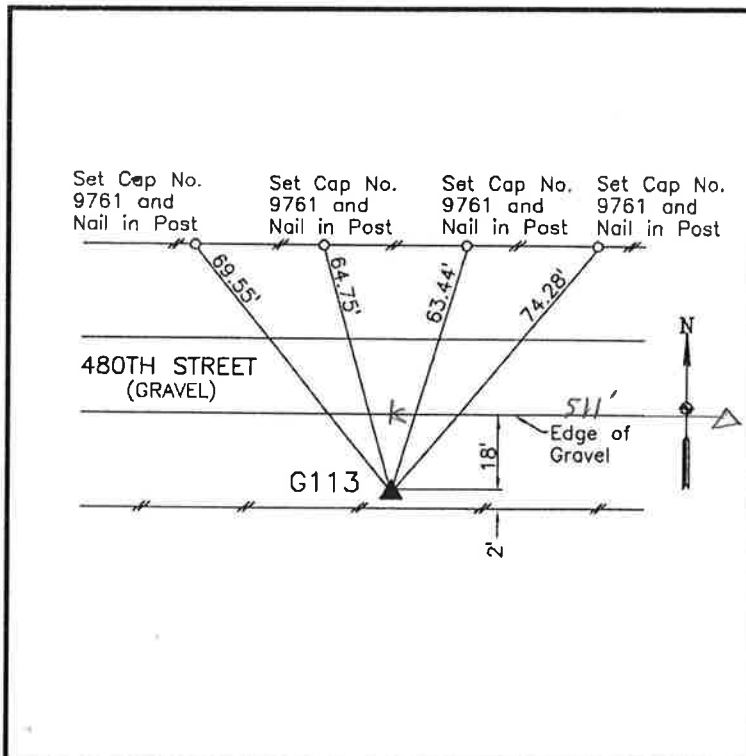 Set Cap No.
9761 and
Nail in Post
Set Cap No.
9761 and
Nail in Post
Set Cap No.
9761 and
Nail in Post
Set Cap No.
9761 and
Nail in Post
69.55'
64.75'
63.44'
74.28'
N
480TH STREET
(GRAVEL)
511'
Edge of
Gravel
18'
G113
2'